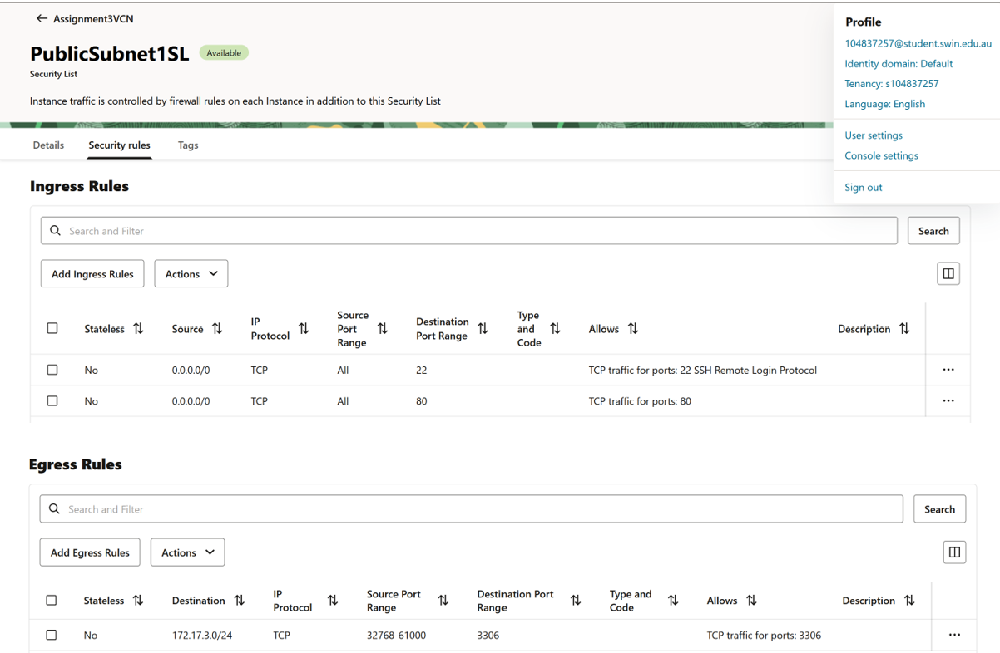 ← Assignment3VCN
PublicSubnet1SL Available
Security List
Instance traffic is controlled by firewall rules on each Instance in addition to this Security List
Profile
104837257@student.swin.edu.au
Identity domain: Default
Tenancy: s104837257
Language: English
User settings
Console settings
Sign out
Details Security rules Tags
Ingress Rules
Search and Filter Search
Add Ingress Rules Actions
Stateless Source IP Protocol Source Port Range Destination Port Range Type and Code Allows Description
No 0.0.0.0/0 TCP All 22 TCP traffic for ports: 22 SSH Remote Login Protocol
No 0.0.0.0/0 TCP All 80 TCP traffic for ports: 80
Egress Rules
Search and Filter Search
Add Egress Rules Actions
Stateless Destination IP Protocol Source Port Range Destination Port Range Type and Code Allows Description
No 172.17.3.0/24 TCP 32768-61000 3306 TCP traffic for ports: 3306